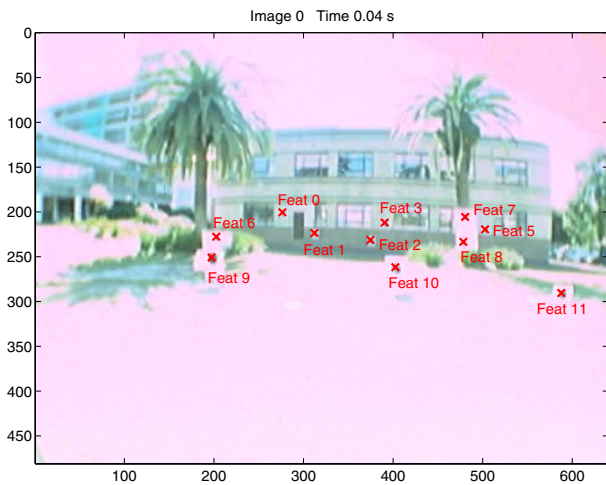 Image 0 Time 0.04 s
0
50
100
150
200
250
300
350
400
450
Feat 0
Feat 3
Feat 7
Feat 6
Feat 5
Feat 1
Feat 2
Feat 8
Feat 9
Feat 10
Feat 11
100 200 300 400 500 600